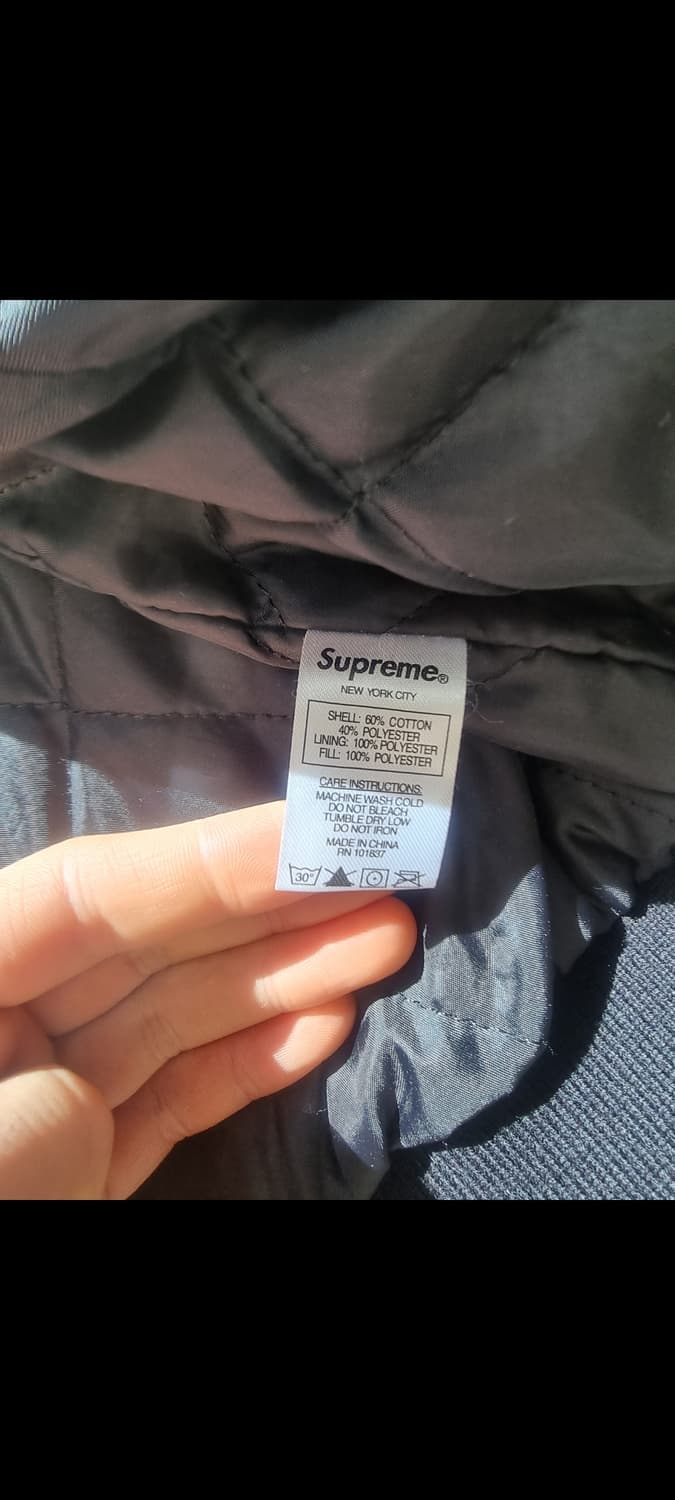 Supreme®
NEW YORK CITY
SHELL: 60% COTTON
40% POLYESTER
LINING: 100% POLYESTER
FILL: 100% POLYESTER
CARE INSTRUCTIONS:
MACHINE WASH COLD
DO NOT BLEACH
TUMBLE DRY LOW
DO NOT IRON
MADE IN CHINA
RN 101837
30°